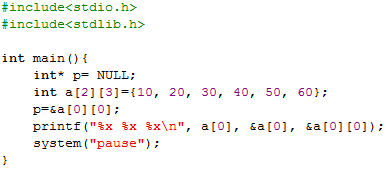 #include<stdio.h>
#include<stdlib.h>
int main(){
int* p= NULL;
int a[2][3]={10, 20, 30, 40, 50, 60};
p=&a[0][0];
printf("%x %x %x\n", a[0], &a[0], &a[0][0]);
system("pause");
}